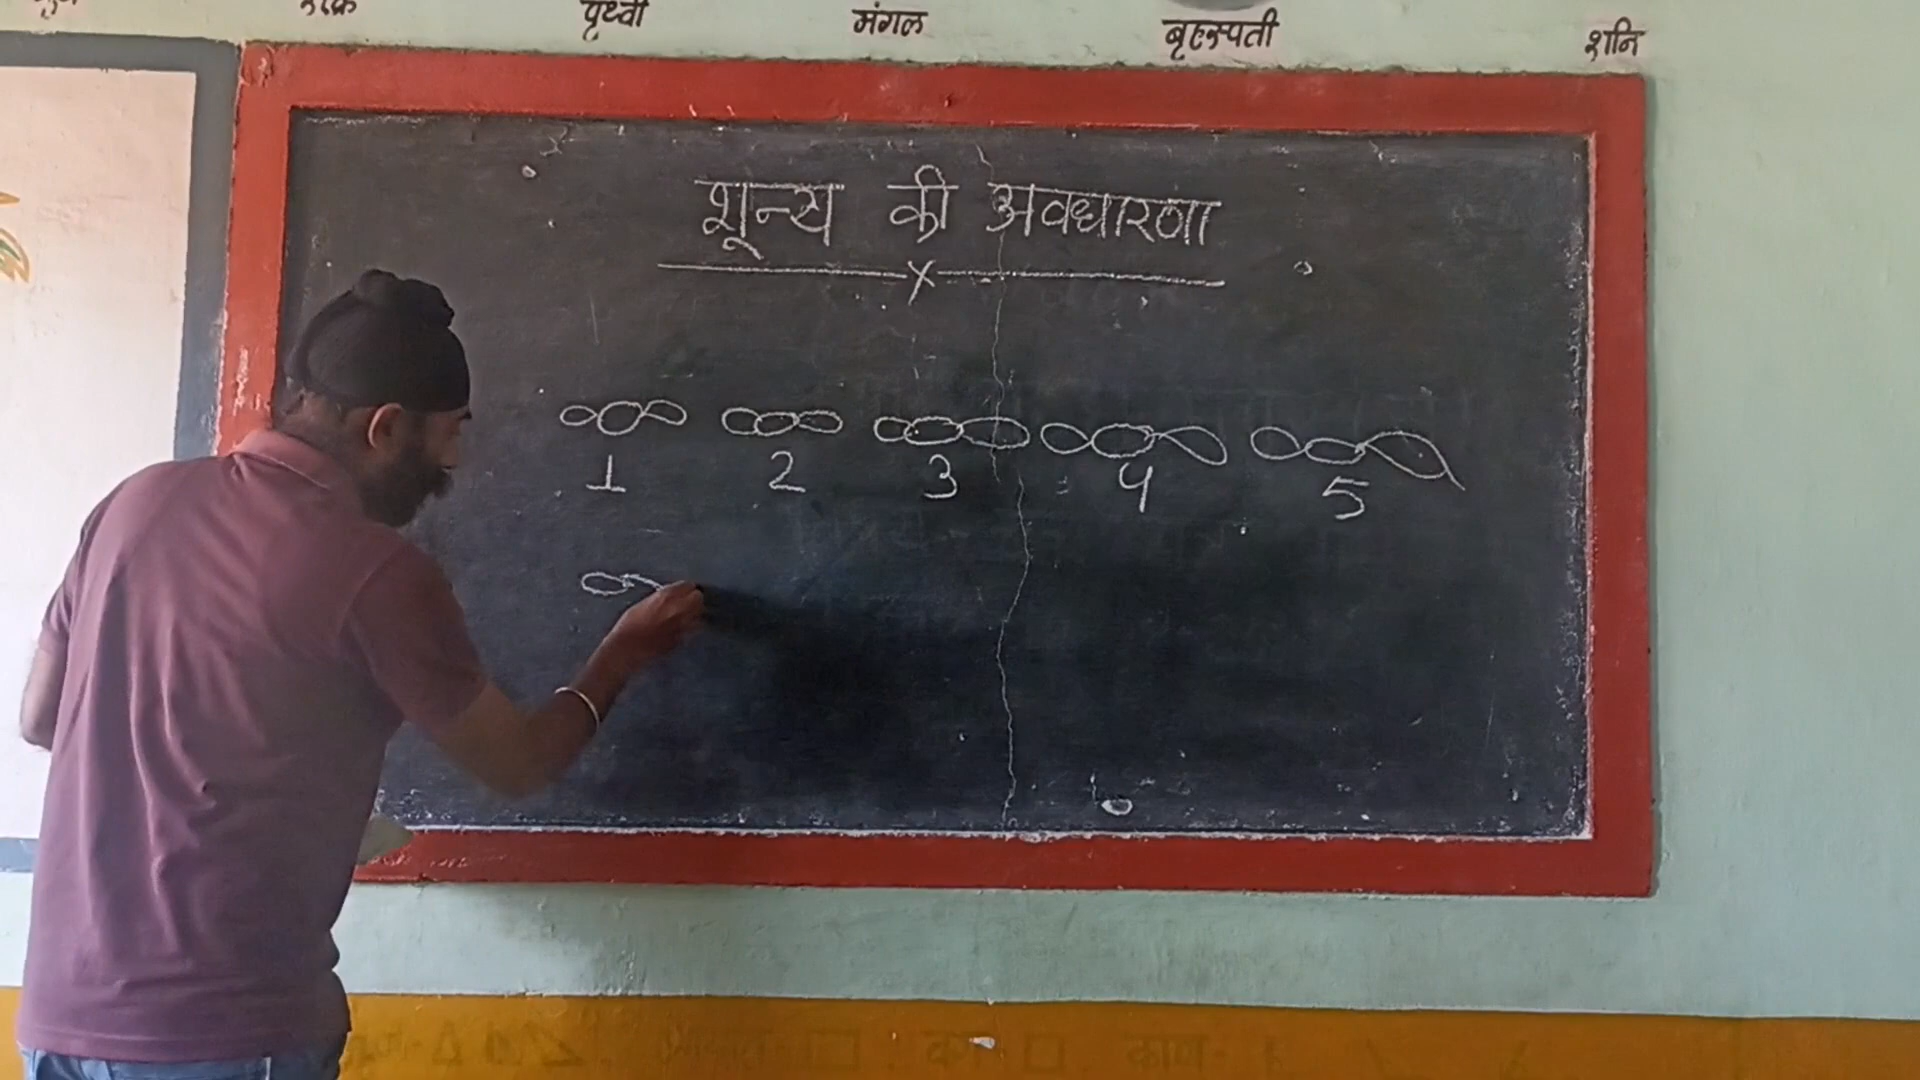 पृथ्वी मंगल बृहस्पती शनि
शून्य की अवधारणा
1 2 3 4 5